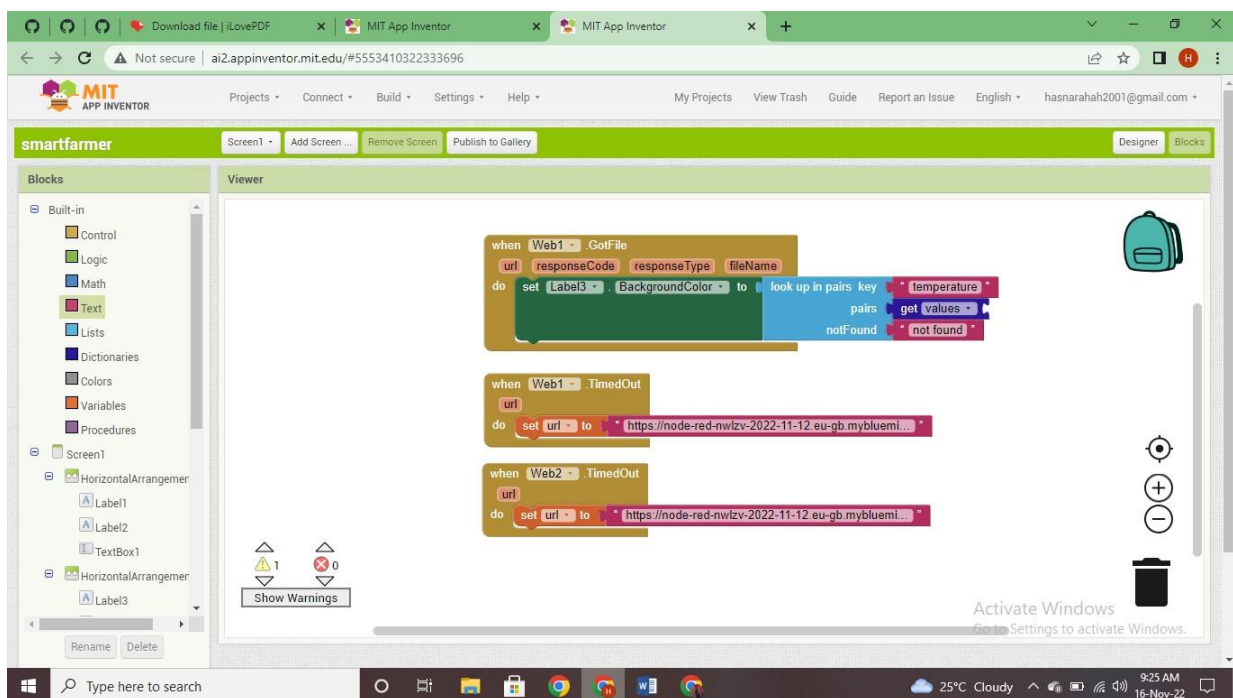 Download file | iLovePDF
MIT App Inventor
MIT App Inventor
Not secure | ai2.appinventor.mit.edu/#5553410322333696
H
MIT
APP INVENTOR
Projects Connect Build Settings Help My Projects View Trash Guide Report an Issue English hasnarahah2001@gmail.com
smartfarmer
Screen1 Add Screen ... Remove Screen Publish to Gallery
Designer Blocks
Blocks
Viewer
Built-in
Control
Logic
Math
Text
Lists
Dictionaries
Colors
Variables
Procedures
Screen1
HorizontalArrangemer
Label1
Label2
TextBox1
HorizontalArrangemer
Label3
Rename Delete
when Web1 .GotFile
url responseCode responseType fileName
do set Label3 . BackgroundColor to look up in pairs key " temperature "
pairs get values
notFound " not found "
when Web1 .TimedOut
url
do set url to " https://node-red-nwlzv-2022-11-12.eu-gb.mybluemi... "
when Web2 .TimedOut
url
do set url to " https://node-red-nwlzv-2022-11-12.eu-gb.mybluemi... "
1 0
Show Warnings
Activate Windows
Go to Settings to activate Windows.
Type here to search
25°C Cloudy
9:25 AM
16-Nov-22